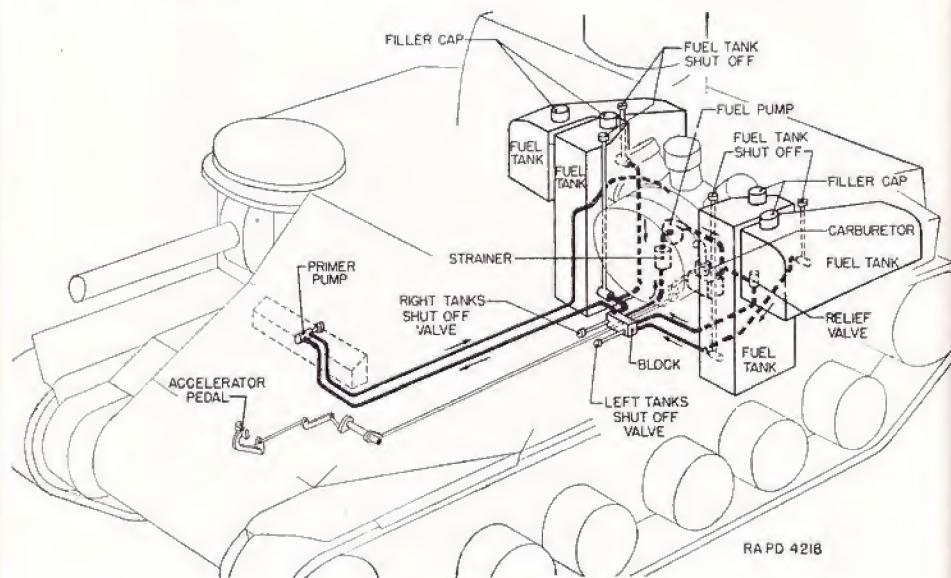 FILLER CAP
FUEL TANK
SHUT OFF
FUEL PUMP
FUEL TANK
SHUT OFF
FUEL
TANK
FUEL
TANK
FILLER CAP
CARBURETOR
STRAINER
FUEL TANK
PRIMER
PUMP
RIGHT TANKS
SHUT OFF
VALVE
RELIEF
VALVE
BLOCK
FUEL
TANK
ACCELERATOR
PEDAL
LEFT TANKS
SHUT OFF
VALVE
RA PD 4218